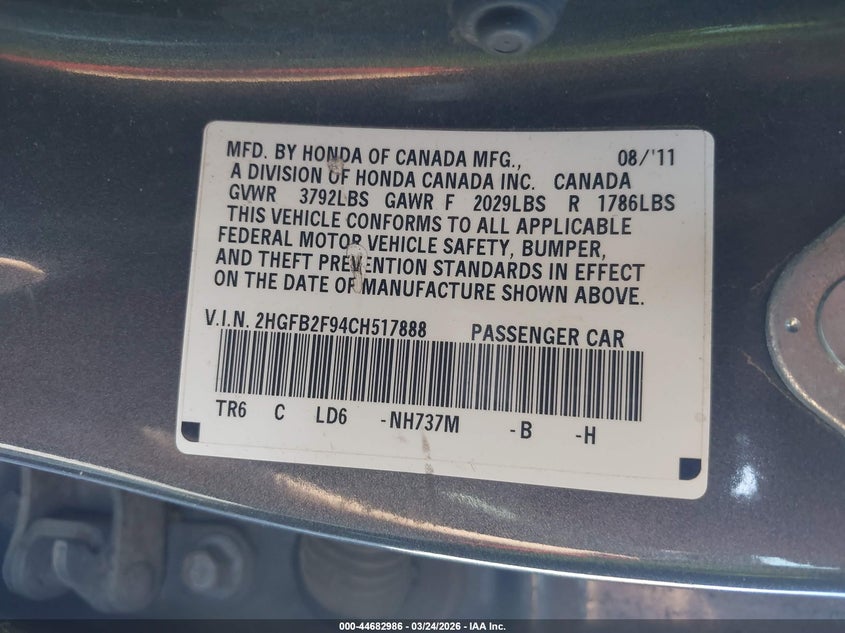 MFD. BY HONDA OF CANADA MFG., 08/'11
A DIVISION OF HONDA CANADA INC. CANADA
GVWR 3792LBS GAWR F 2029LBS R 1786LBS
THIS VEHICLE CONFORMS TO ALL APPLICABLE
FEDERAL MOTOR VEHICLE SAFETY, BUMPER,
AND THEFT PREVENTION STANDARDS IN EFFECT
ON THE DATE OF MANUFACTURE SHOWN ABOVE.
V.I.N. 2HGFB2F94CH517888 PASSENGER CAR
TR6 C LD6 -NH737M -B -H
000-44682986 - 03/24/2026 - IAA Inc.